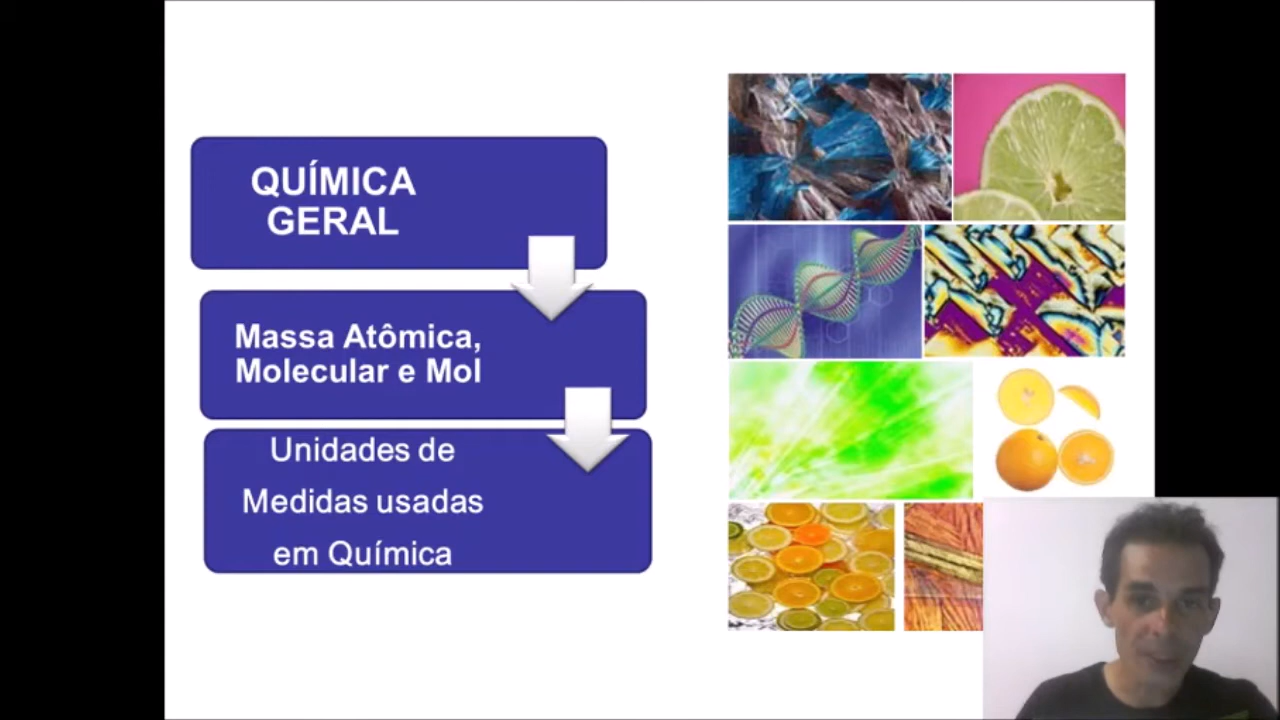 QUÍMICA
GERAL
Massa Atômica,
Molecular e Mol
Unidades de
Medidas usadas
em Química